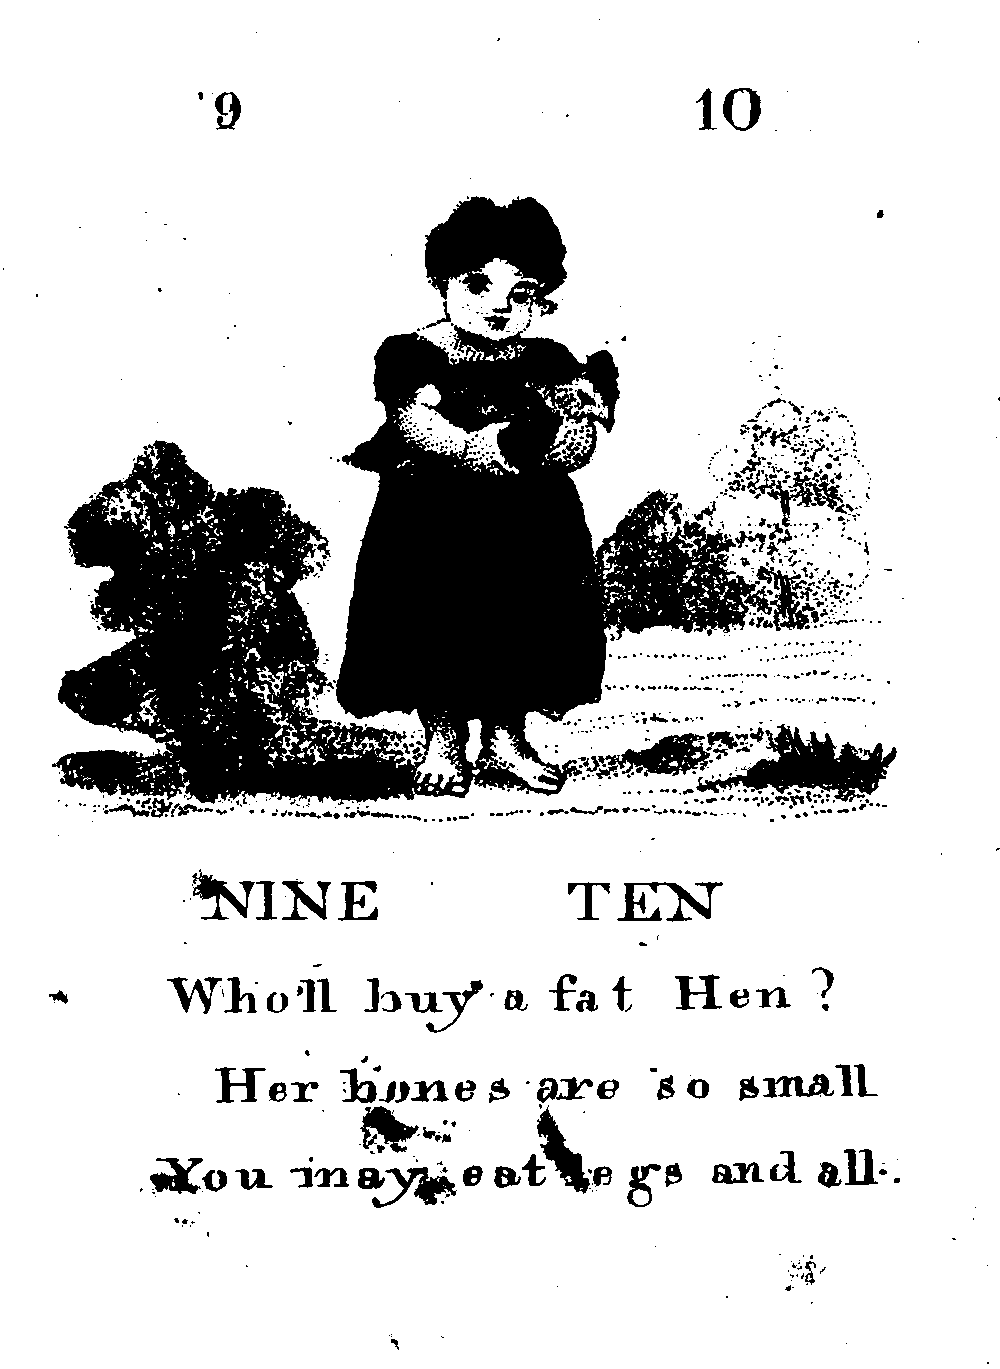 9 10
NINE TEN
Who'll buy a fat Hen?
Her bones are so small
You may eat legs and all.